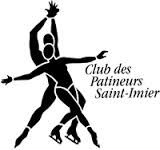 Club des
Patineurs
Saint-Imier